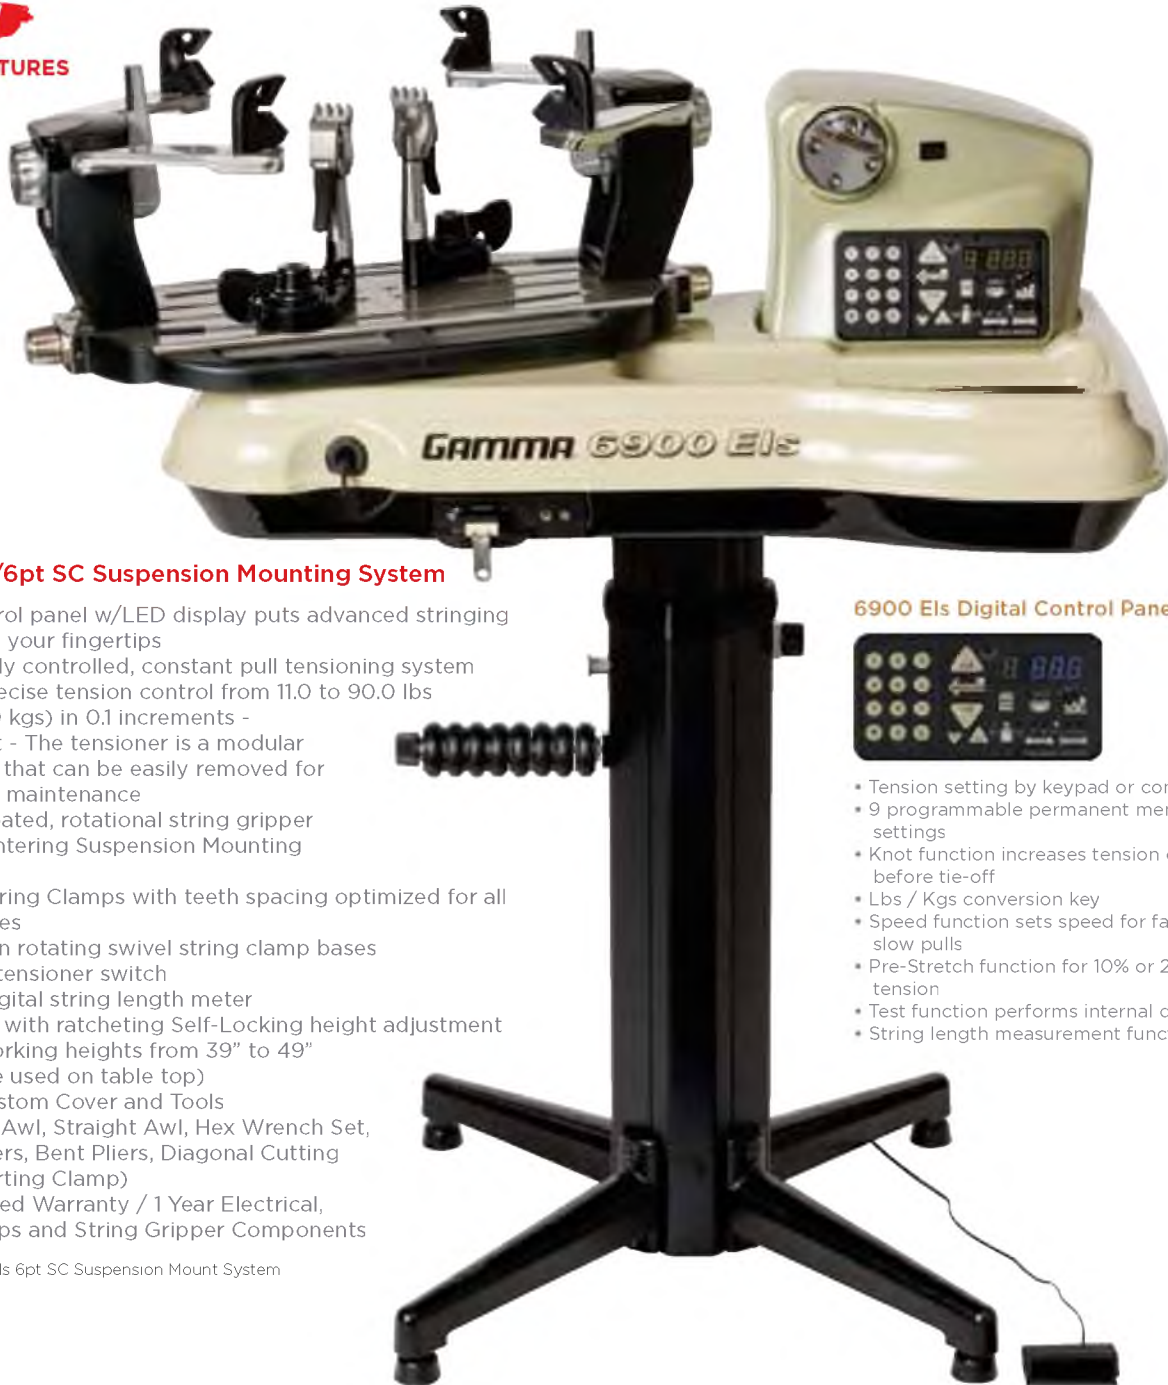 TURES
GAMMA 6900 Els
/6pt SC Suspension Mounting System
rol panel w/LED display puts advanced stringing
your fingertips
ly controlled, constant pull tensioning system
ecise tension control from 11.0 to 90.0 lbs
kgs) in 0.1 increments -
- The tensioner is a modular
that can be easily removed for
maintenance
ated, rotational string gripper
ntering Suspension Mounting
ring Clamps with teeth spacing optimized for all
es
n rotating swivel string clamp bases
tensioner switch
igital string length meter
with ratcheting Self-Locking height adjustment
orking heights from 39” to 49”
e used on table top)
stom Cover and Tools
Awl, Straight Awl, Hex Wrench Set,
ers, Bent Pliers, Diagonal Cutting
rting Clamp)
ed Warranty / 1 Year Electrical,
ps and String Gripper Components
ls 6pt SC Suspension Mount System
6900 Els Digital Control Pane
• Tension setting by keypad or cor
• 9 programmable permanent mer
settings
• Knot function increases tension
before tie-off
• Lbs / Kgs conversion key
• Speed function sets speed for fa
slow pulls
• Pre-Stretch function for 10% or 2
tension
• Test function performs internal
• String length measurement func